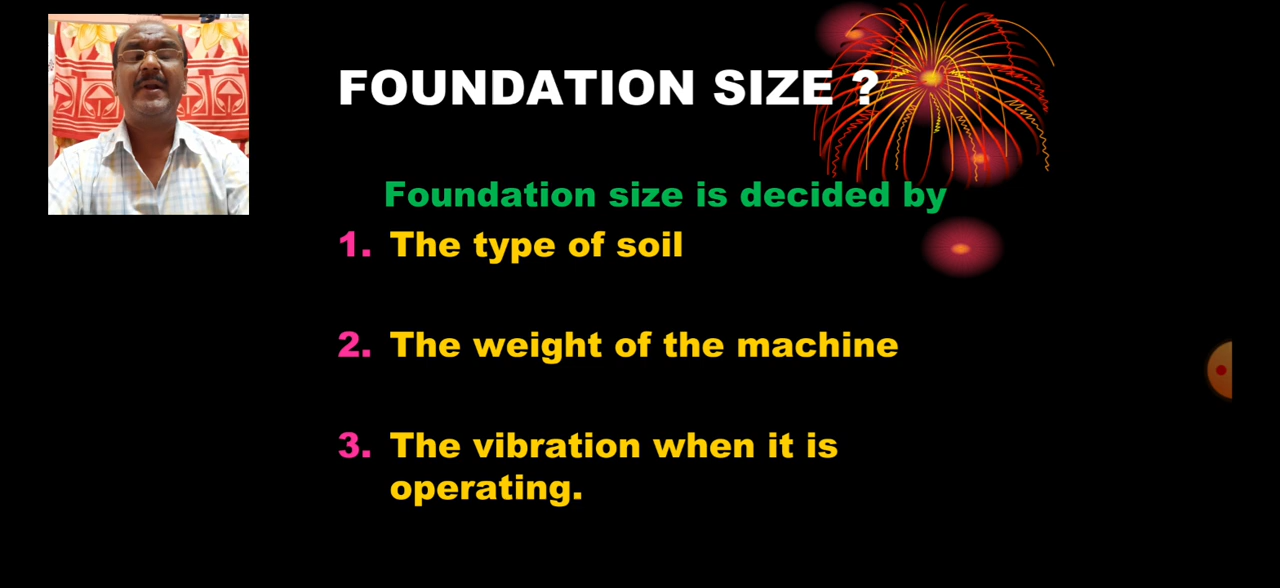 FOUNDATION SIZE ?
Foundation size is decided by
1. The type of soil
2. The weight of the machine
3. The vibration when it is
operating.